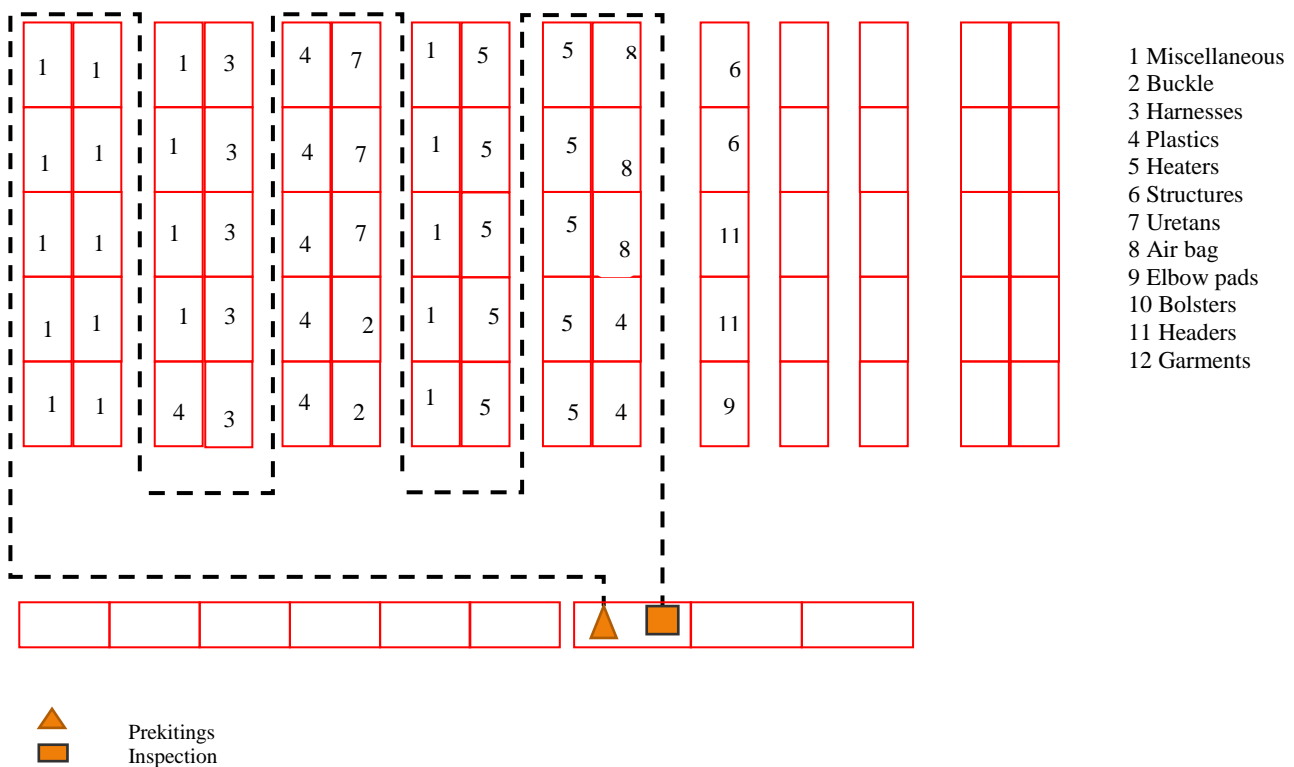 1 1 1 3 4 7 1 5 5 8 6
1 1 1 3 4 7 1 5 5 8 6
1 1 1 3 4 7 1 5 5 8 11
1 1 1 3 4 2 1 5 5 4 11
1 1 4 3 4 2 1 5 5 4 9
1 Miscellaneous
2 Buckle
3 Harnesses
4 Plastics
5 Heaters
6 Structures
7 Uretans
8 Air bag
9 Elbow pads
10 Bolsters
11 Headers
12 Garments
Prekitings
Inspection